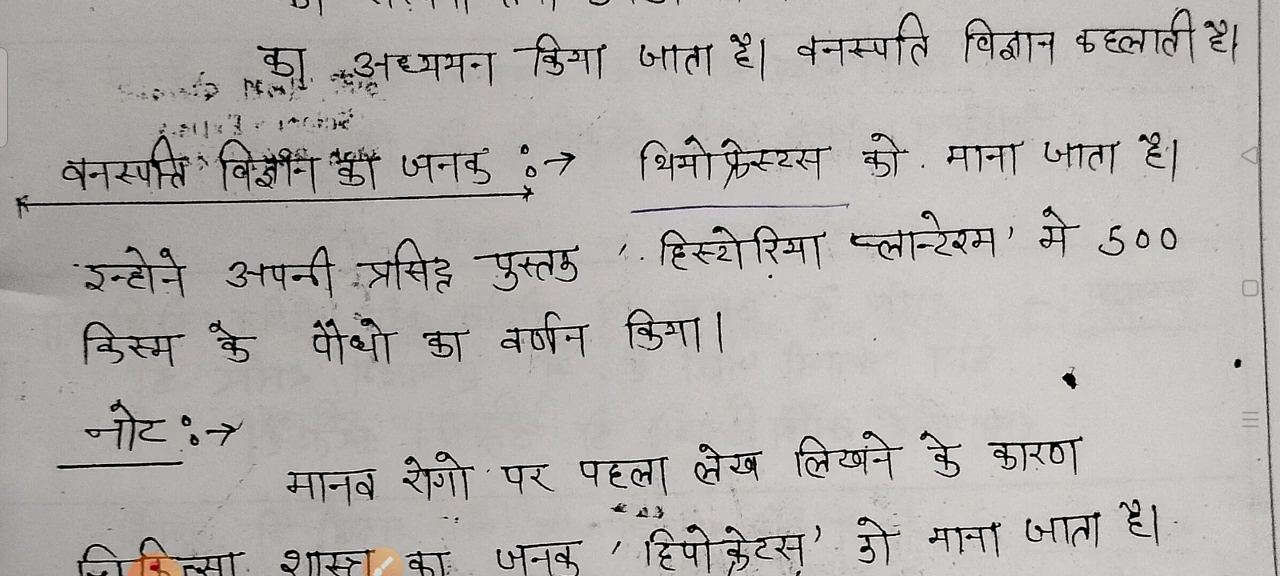 का अध्ययन किया जाता है। वनस्पति विज्ञान कहलाती है।
वनस्पति विज्ञान का जनक :→ थियोफ्रेस्टस को माना जाता है।
इन्होने अपनी प्रसिद्द पुस्तक 'हिस्टोरिया प्लान्टेरम' मे 500
किस्म के पौधो का वर्णन किया।
नोट :→
मानव रोगो पर पहला लेख लिखने के कारण
चिकित्सा शास्त्र का जनक 'हिपोक्रेटस' को माना जाता है।